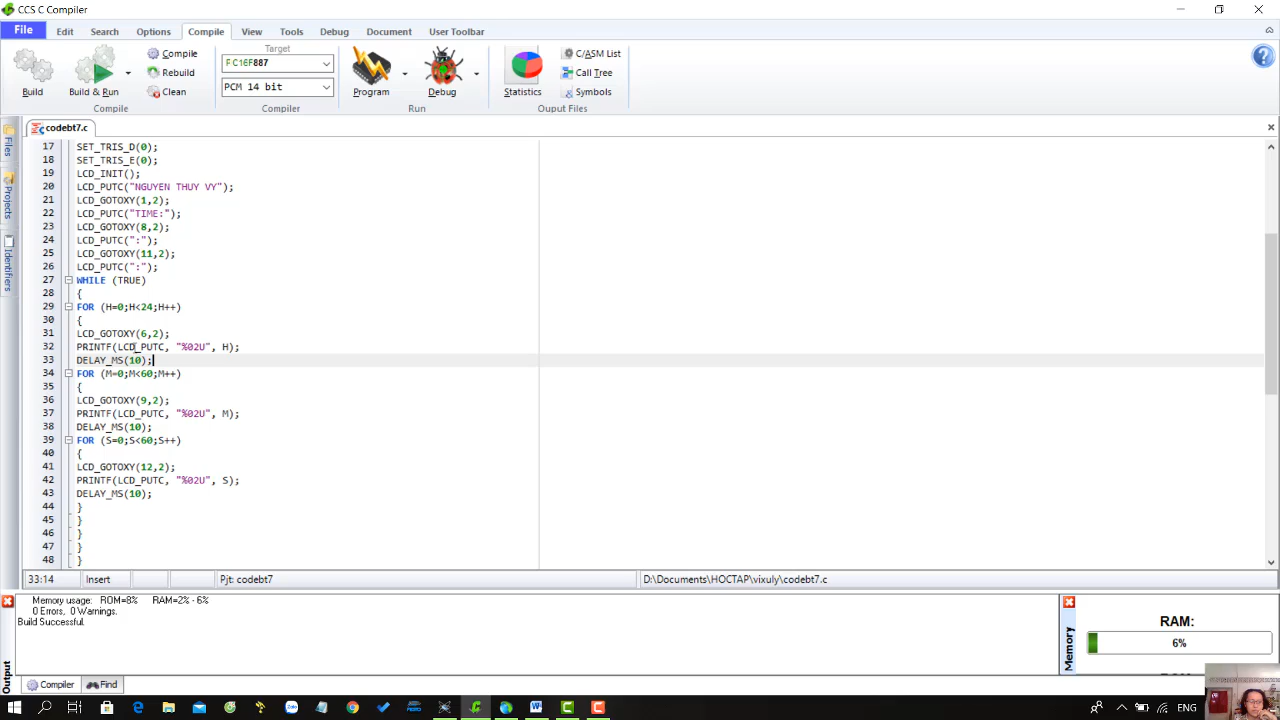 CCS C Compiler
File Edit Search Options Compile View Tools Debug Document User Toolbar
Build
Build & Run
Compile
Rebuild
Clean
Compile
Target
PIC16F887
PCM 14 bit
Compiler
Program
Debug
Run
Statistics
C/ASM List
Call Tree
Symbols
Ouput Files
codebt7.c
Files
Projects
Identifiers
17 SET_TRIS_D(0);
18 SET_TRIS_E(0);
19 LCD_INIT();
20 LCD_PUTC("NGUYEN THUY VY");
21 LCD_GOTOXY(1,2);
22 LCD_PUTC("TIME:");
23 LCD_GOTOXY(8,2);
24 LCD_PUTC(":");
25 LCD_GOTOXY(11,2);
26 LCD_PUTC(":");
27 WHILE (TRUE)
28 {
29 FOR (H=0;H<24;H++)
30 {
31 LCD_GOTOXY(6,2);
32 PRINTF(LCD_PUTC, "%02U", H);
33 DELAY_MS(10);
34 FOR (M=0;M<60;M++)
35 {
36 LCD_GOTOXY(9,2);
37 PRINTF(LCD_PUTC, "%02U", M);
38 DELAY_MS(10);
39 FOR (S=0;S<60;S++)
40 {
41 LCD_GOTOXY(12,2);
42 PRINTF(LCD_PUTC, "%02U", S);
43 DELAY_MS(10);
44 }
45 }
46 }
47 }
48 }
33:14 Insert Pjt: codebt7 D:\Documents\HOCTAP\vixuly\codebt7.c
Memory usage: ROM=8% RAM=2% - 6%
0 Errors, 0 Warnings.
Build Successful.
Output
Compiler Find
Memory
RAM:
6%
ENG